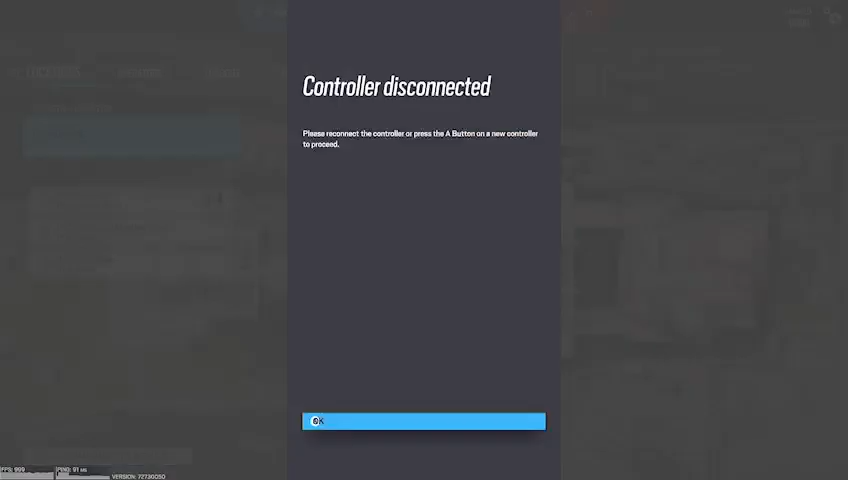 Controller disconnected
Please reconnect the controller or press the A Button on a new controller
to proceed.
OK
FPS: 999
PING: 91 MS
VERSION: 72730050